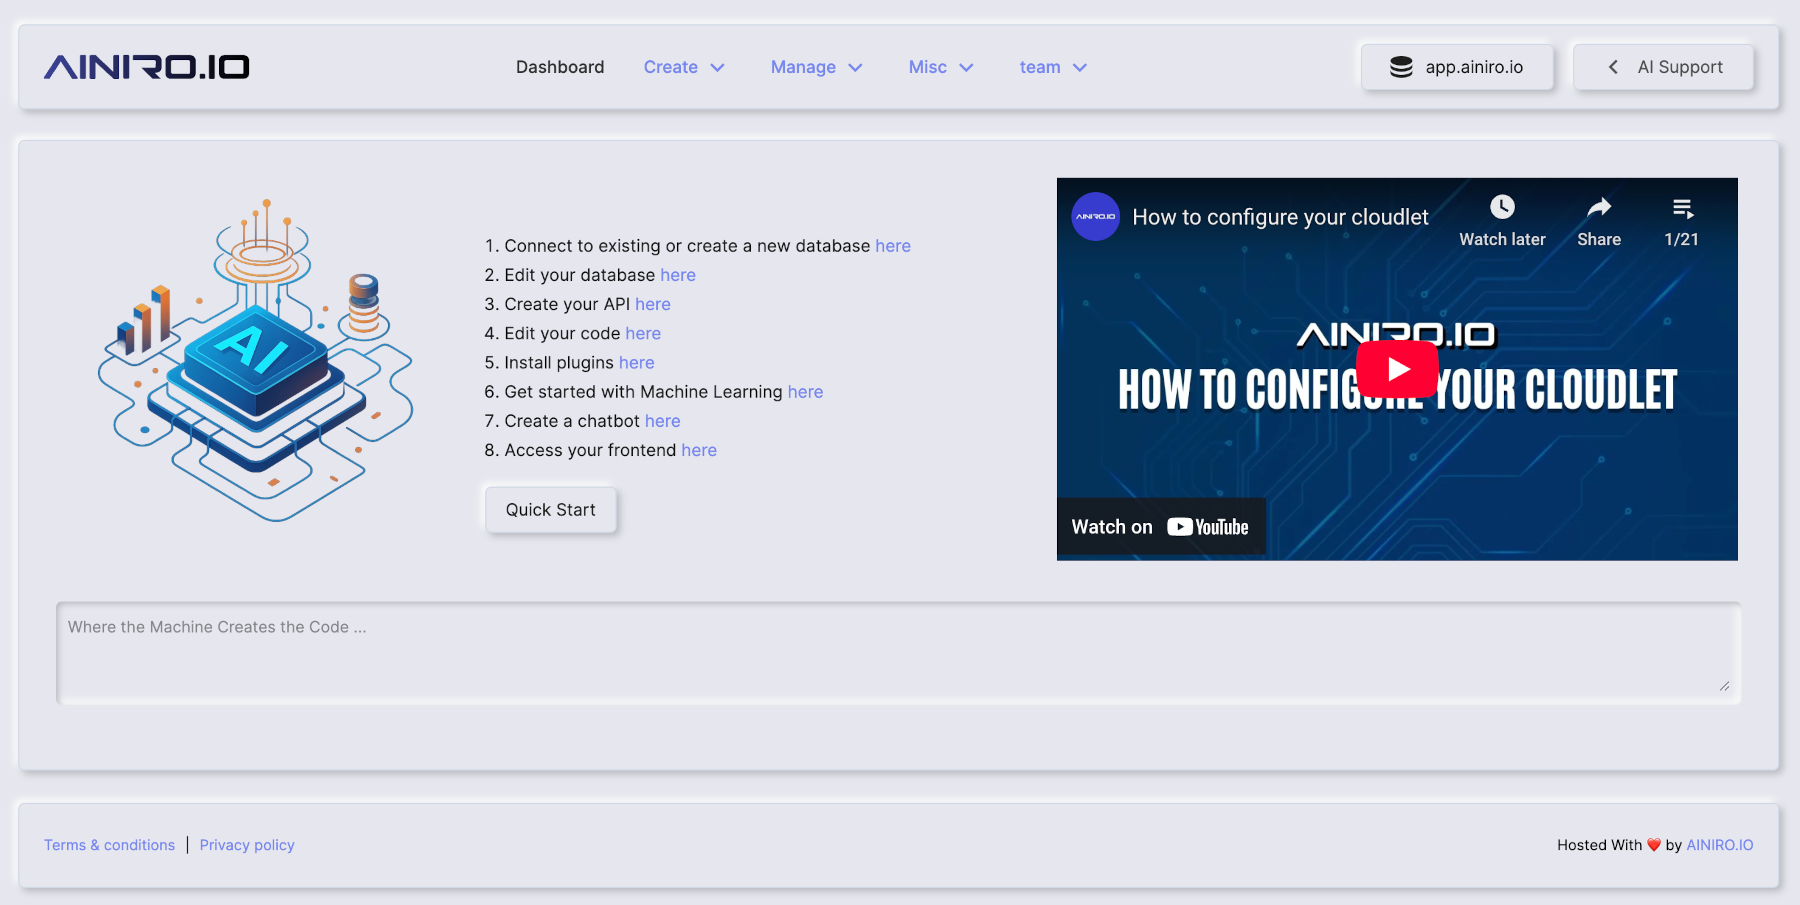 AINIRO.IO
Dashboard Create Manage Misc team
app.ainiro.io
AI Support
AI
1. Connect to existing or create a new database here
2. Edit your database here
3. Create your API here
4. Edit your code here
5. Install plugins here
6. Get started with Machine Learning here
7. Create a chatbot here
8. Access your frontend here
Quick Start
AINIRO.IO
How to configure your cloudlet
Watch later
Share
1/21
AINIRO.IO
HOW TO CONFIGURE YOUR CLOUDLET
Watch on YouTube
Where the Machine Creates the Code ...
Terms & conditions | Privacy policy
Hosted With ❤️ by AINIRO.IO